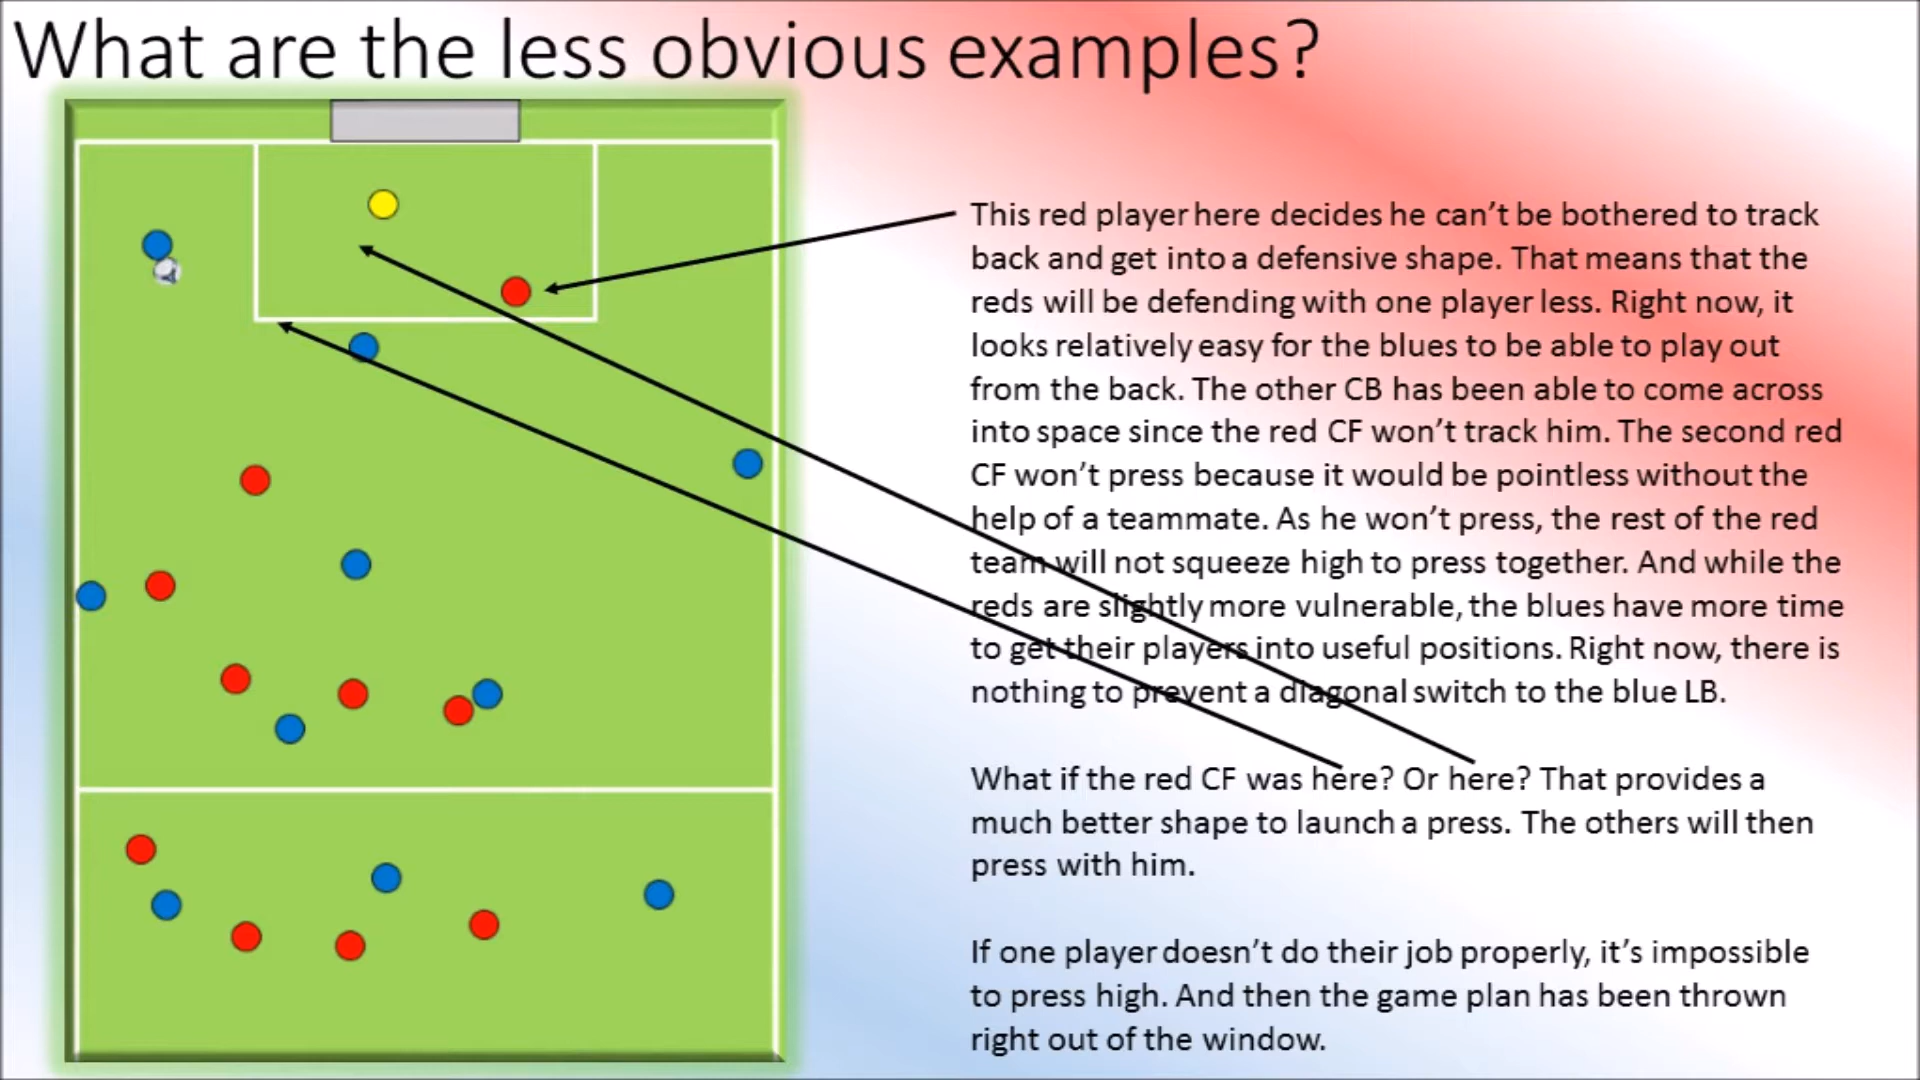 What are the less obvious examples?
This red player here decides he can't be bothered to track
back and get into a defensive shape. That means that the
reds will be defending with one player less. Right now, it
looks relatively easy for the blues to be able to play out
from the back. The other CB has been able to come across
into space since the red CF won't track him. The second red
CF won't press because it would be pointless without the
help of a teammate. As he won't press, the rest of the red
team will not squeeze high to press together. And while the
reds are slightly more vulnerable, the blues have more time
to get their players into useful positions. Right now, there is
nothing to prevent a diagonal switch to the blue LB.
What if the red CF was here? Or here? That provides a
much better shape to launch a press. The others will then
press with him.
If one player doesn't do their job properly, it's impossible
to press high. And then the game plan has been thrown
right out of the window.